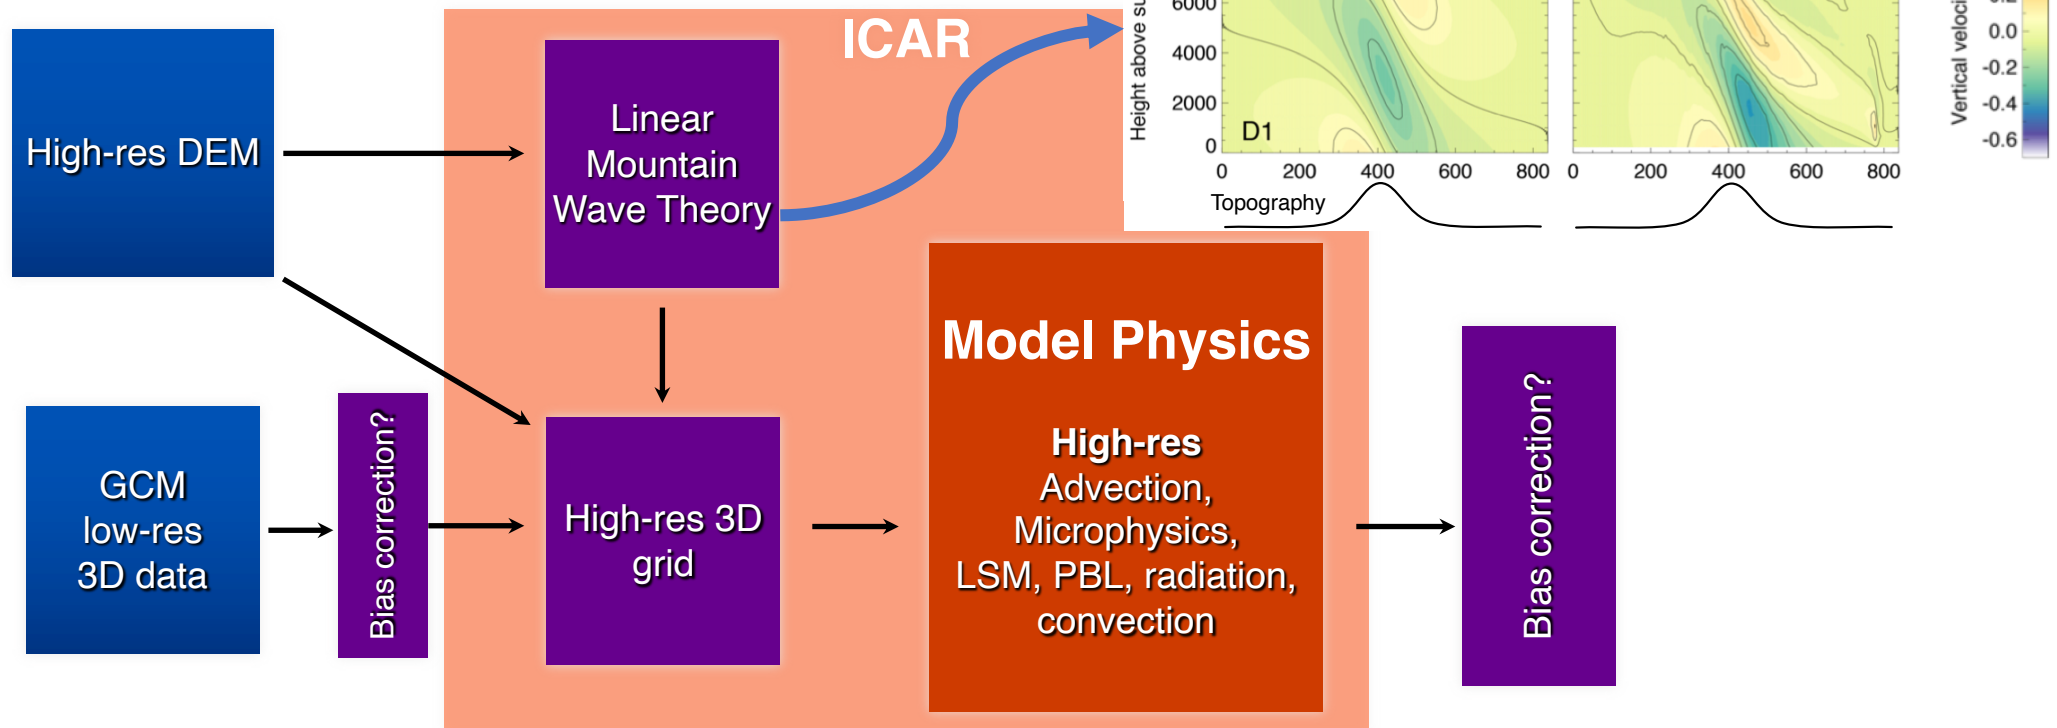 ICAR
High-res DEM
Linear
Mountain
Wave Theory
Height above su
6000
4000
2000
0
D1
0 200 400 600 800
0 200 400 600 800
Topography
Vertical veloci
0.0
-0.2
-0.4
-0.6
GCM
low-res
3D data
Bias correction?
High-res 3D
grid
Model Physics
High-res
Advection,
Microphysics,
LSM, PBL, radiation,
convection
Bias correction?